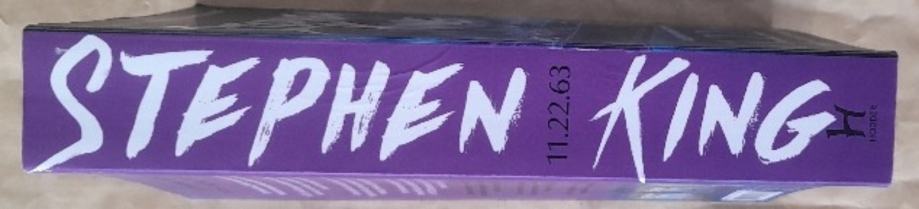 STEPHEN
11.22.63
KING
H
HODDER